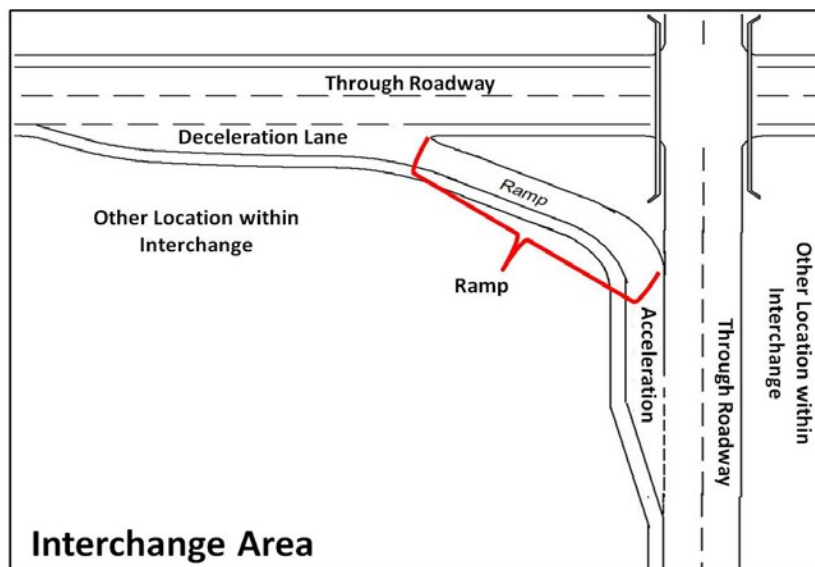 Through Roadway
Deceleration Lane
Ramp
Other Location within
Interchange
Ramp
Acceleration
Through Roadway
Other Location within
Interchange
Interchange Area